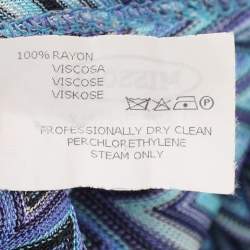 100% RAYON
VISCOSA
VISCOSE
VISKOSE
P
PROFESSIONALLY DRY CLEAN
PERCHLORETHYLENE
STEAM ONLY